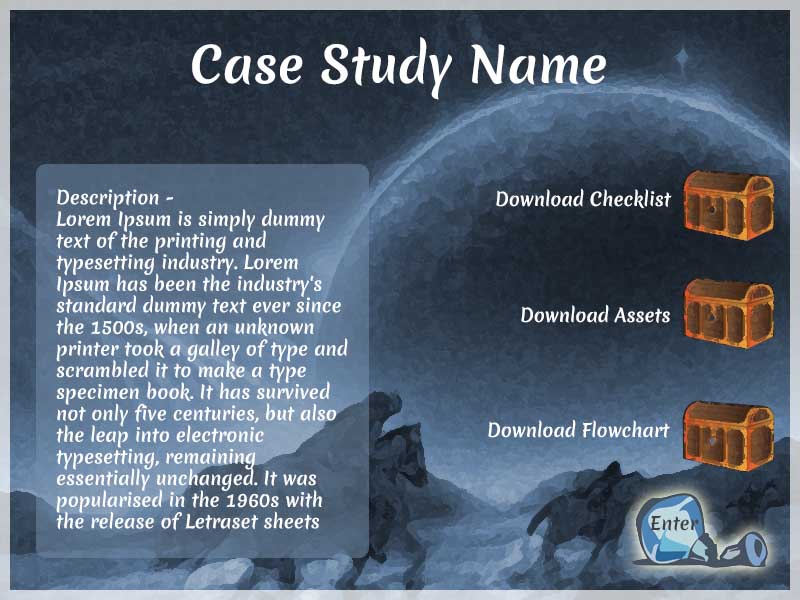 Case Study Name
Description -
Lorem Ipsum is simply dummy
text of the printing and
typesetting industry. Lorem
Ipsum has been the industry's
standard dummy text ever since
the 1500s, when an unknown
printer took a galley of type and
scrambled it to make a type
specimen book. It has survived
not only five centuries, but also
the leap into electronic
typesetting, remaining
essentially unchanged. It was
popularised in the 1960s with
the release of Letraset sheets
Download Checklist
Download Assets
Download Flowchart
Enter